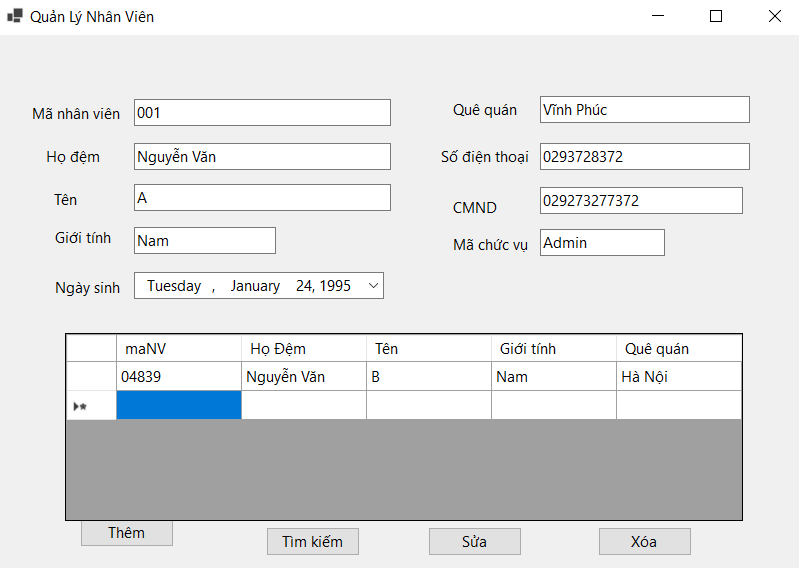 Quản Lý Nhân Viên
Mã nhân viên 001
Quê quán Vĩnh Phúc
Họ đệm Nguyễn Văn
Số điện thoại 0293728372
Tên A
CMND 029273277372
Giới tính Nam
Mã chức vụ Admin
Ngày sinh Tuesday , January 24, 1995
maNV Họ Đệm Tên Giới tính Quê quán
04839 Nguyễn Văn B Nam Hà Nội
Thêm Tìm kiếm Sửa Xóa